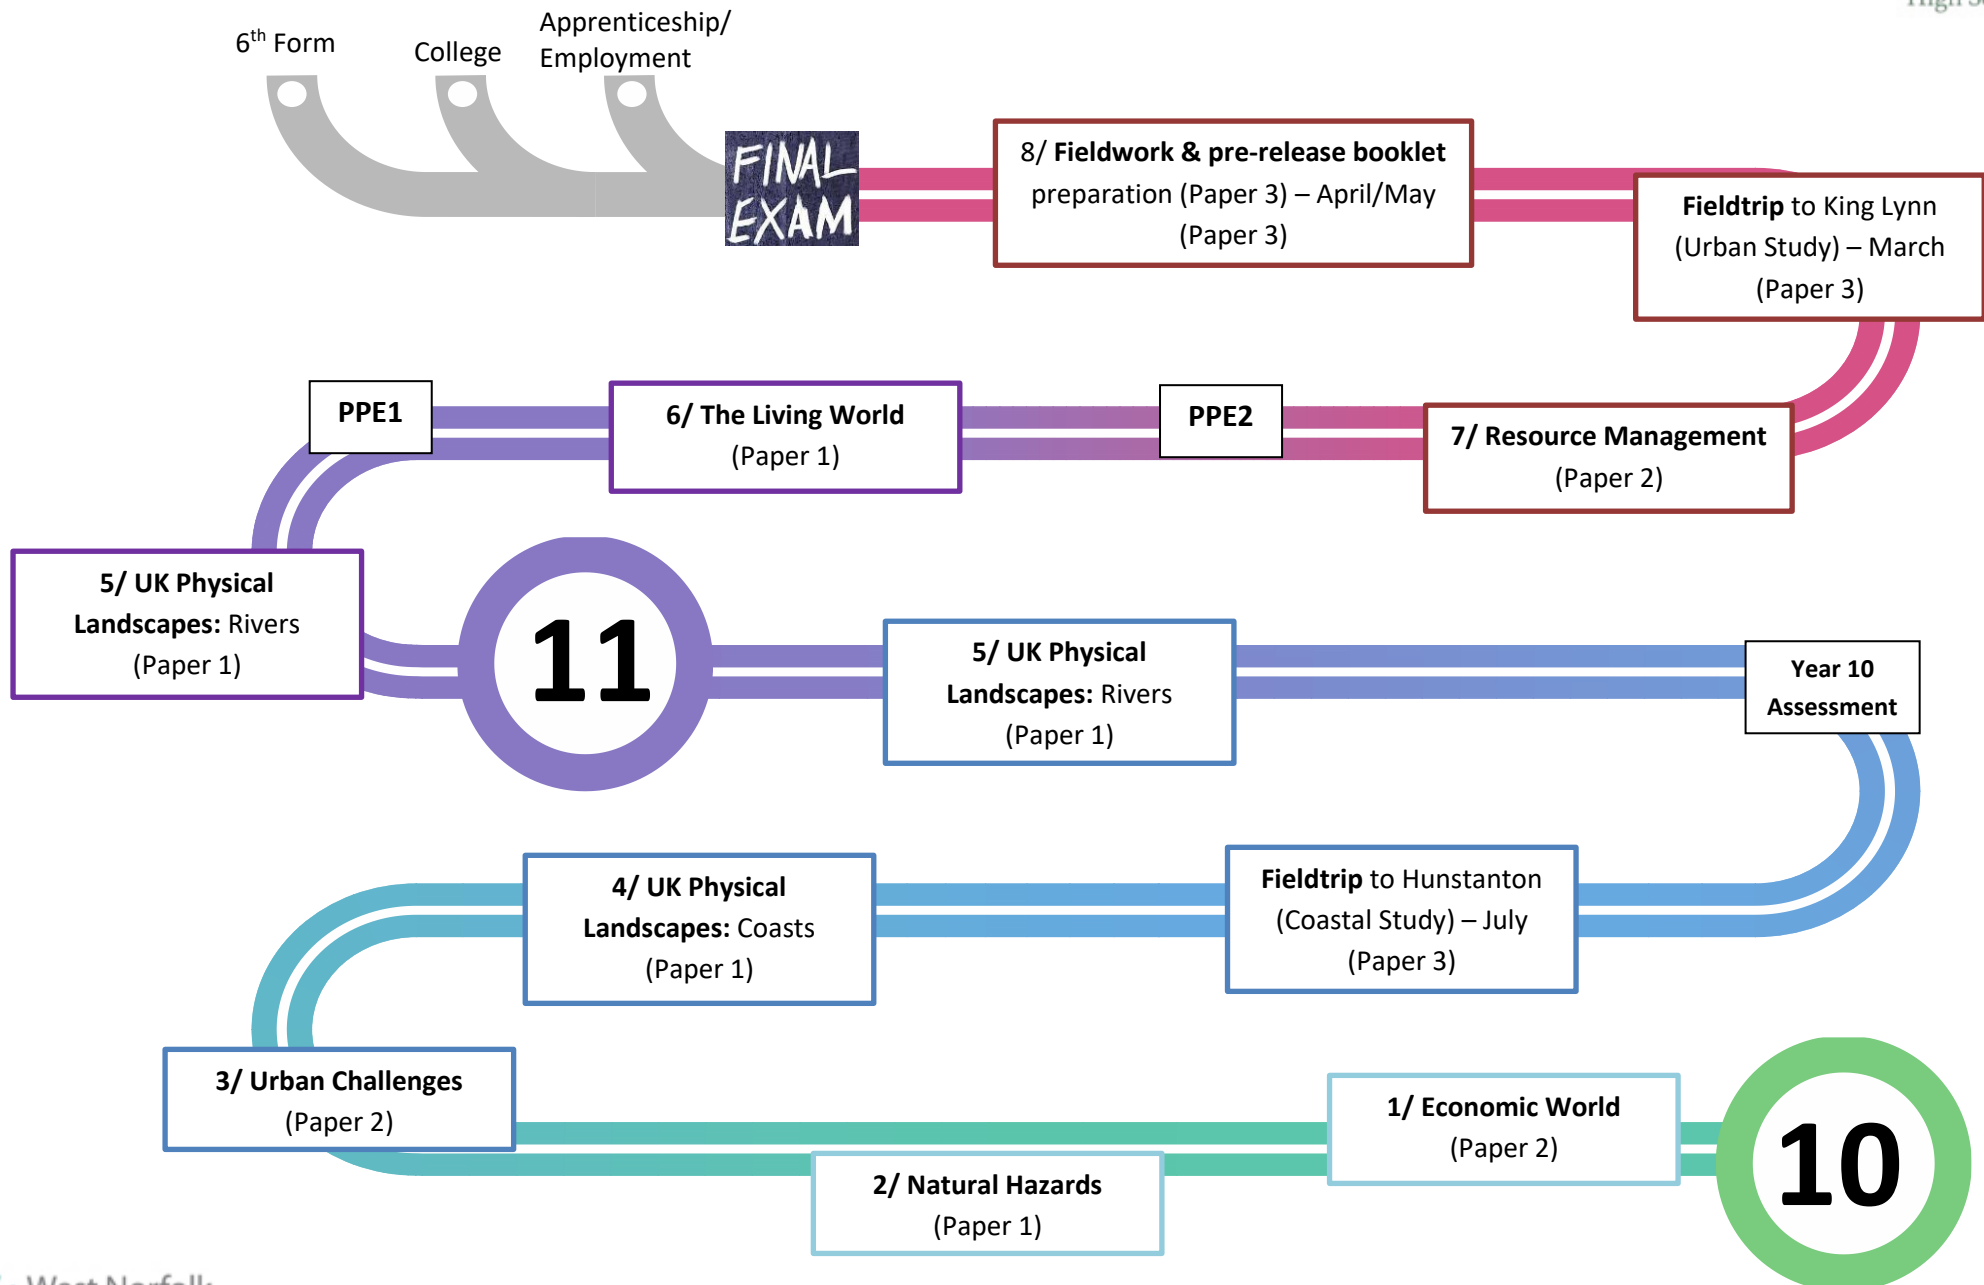 6th Form
College
Apprenticeship/
Employment
FINAL
EXAM
8/ Fieldwork & pre-release booklet
preparation (Paper 3) – April/May
(Paper 3)
Fieldtrip to King Lynn
(Urban Study) – March
(Paper 3)
PPE1
6/ The Living World
(Paper 1)
PPE2
7/ Resource Management
(Paper 2)
5/ UK Physical
Landscapes: Rivers
(Paper 1)
11
5/ UK Physical
Landscapes: Rivers
(Paper 1)
Year 10
Assessment
4/ UK Physical
Landscapes: Coasts
(Paper 1)
Fieldtrip to Hunstanton
(Coastal Study) – July
(Paper 3)
3/ Urban Challenges
(Paper 2)
2/ Natural Hazards
(Paper 1)
1/ Economic World
(Paper 2)
10
West Norfolk